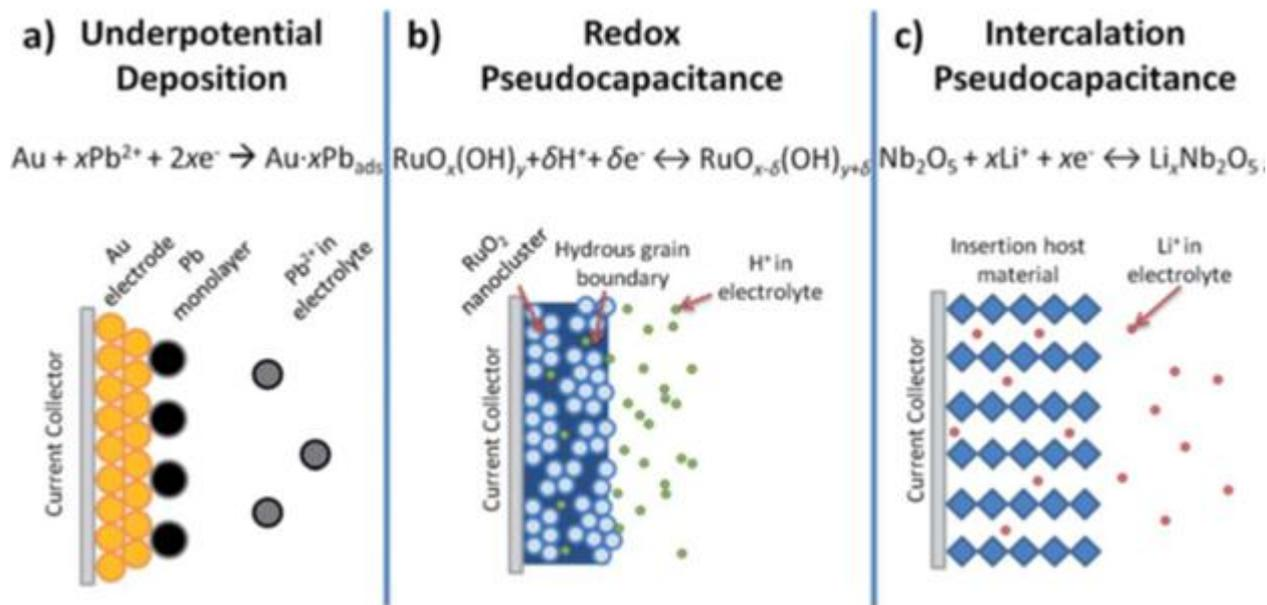 a) Underpotential
Deposition
Au + xPb²⁺ + 2xe⁻ → Au·xPb_ads
Au
electrode
Pb
monolayer
Pb²⁺ in
electrolyte
Current Collector
b) Redox
Pseudocapacitance
RuOₓ(OH)ᵧ+δH⁺+ δe⁻ ↔ RuOₓ₋δ(OH)ᵧ₊δ
RuO₂
nanocluster
Hydrous grain
boundary
H⁺ in
electrolyte
Current Collector
c) Intercalation
Pseudocapacitance
Nb₂O₅ + xLi⁺ + xe⁻ ↔ LiₓNb₂O₅
Insertion host
material
Li⁺ in
electrolyte
Current Collector